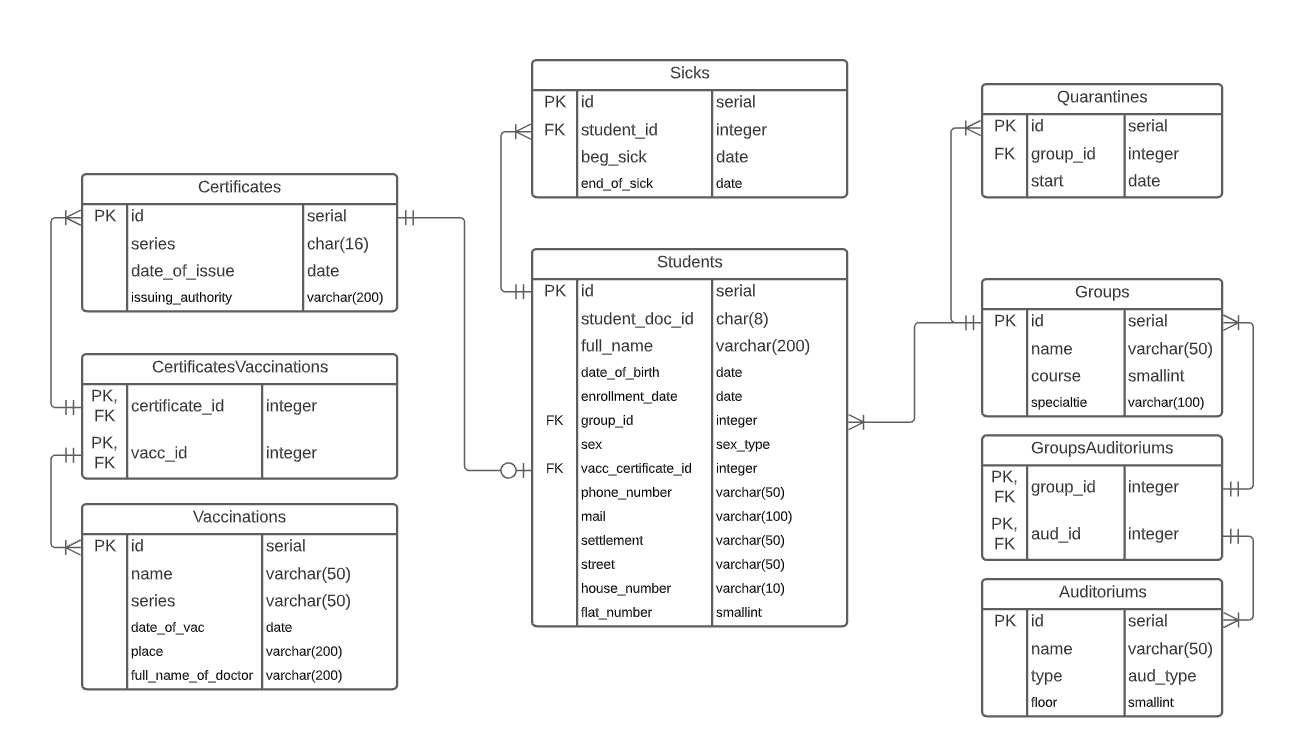 Certificates
PK id serial
series char(16)
date_of_issue date
issuing_authority varchar(200)
CertificatesVaccinations
PK, FK certificate_id integer
PK, FK vacc_id integer
Vaccinations
PK id serial
name varchar(50)
series varchar(50)
date_of_vac date
place varchar(200)
full_name_of_doctor varchar(200)
Sicks
PK id serial
FK student_id integer
beg_sick date
end_of_sick date
Students
PK id serial
student_doc_id char(8)
full_name varchar(200)
date_of_birth date
enrollment_date date
FK group_id integer
sex sex_type
FK vacc_certificate_id integer
phone_number varchar(50)
mail varchar(100)
settlement varchar(50)
street varchar(50)
house_number varchar(10)
flat_number smallint
Quarantines
PK id serial
FK group_id integer
start date
Groups
PK id serial
name varchar(50)
course smallint
specialtie varchar(100)
GroupsAuditoriums
PK, FK group_id integer
PK, FK aud_id integer
Auditoriums
PK id serial
name varchar(50)
type aud_type
floor smallint